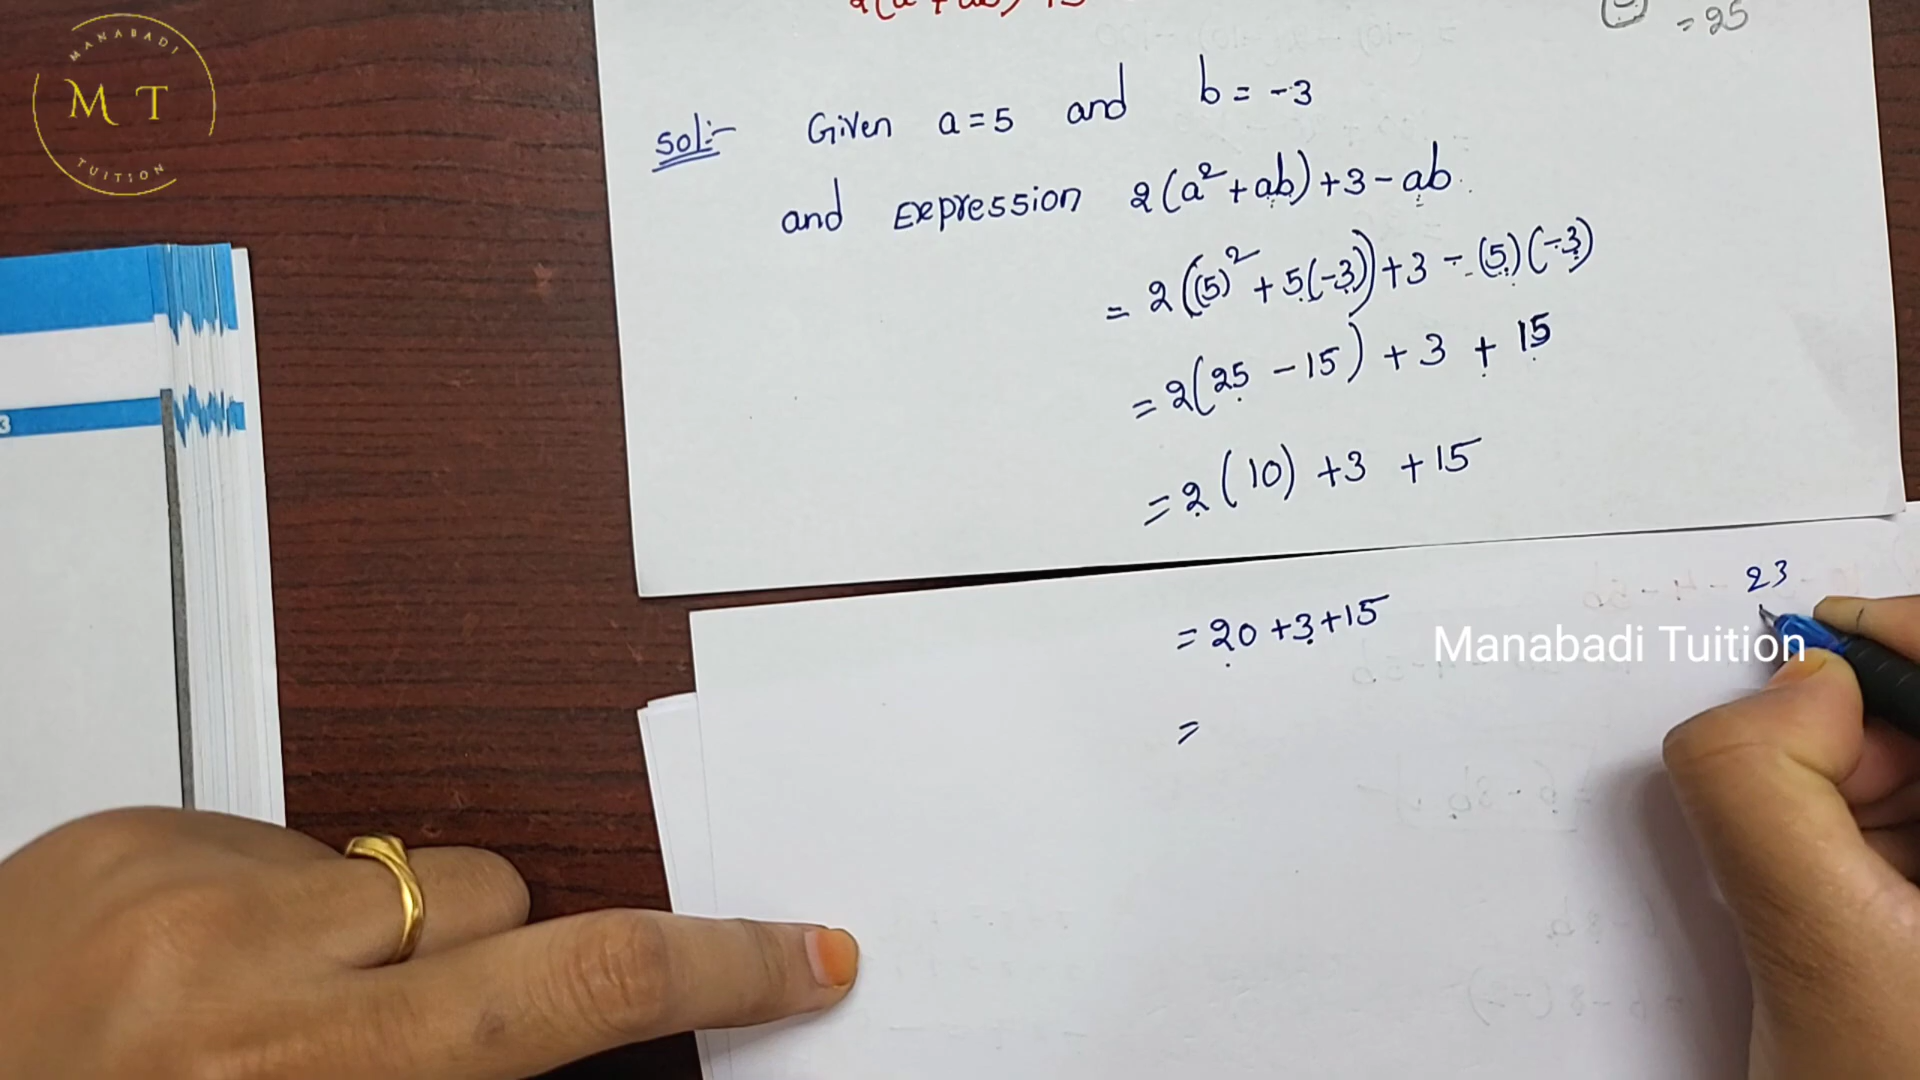 MANABADI
M T
TUITION
= 25
Sol:- Given a = 5 and b = -3
and Expression 2(a² + ab) + 3 - ab
= 2((5)² + 5(-3)) + 3 - (5)(-3)
= 2(25 - 15) + 3 + 15
= 2(10) + 3 + 15
= 20 + 3 + 15
23
Manabadi Tuition
=
3